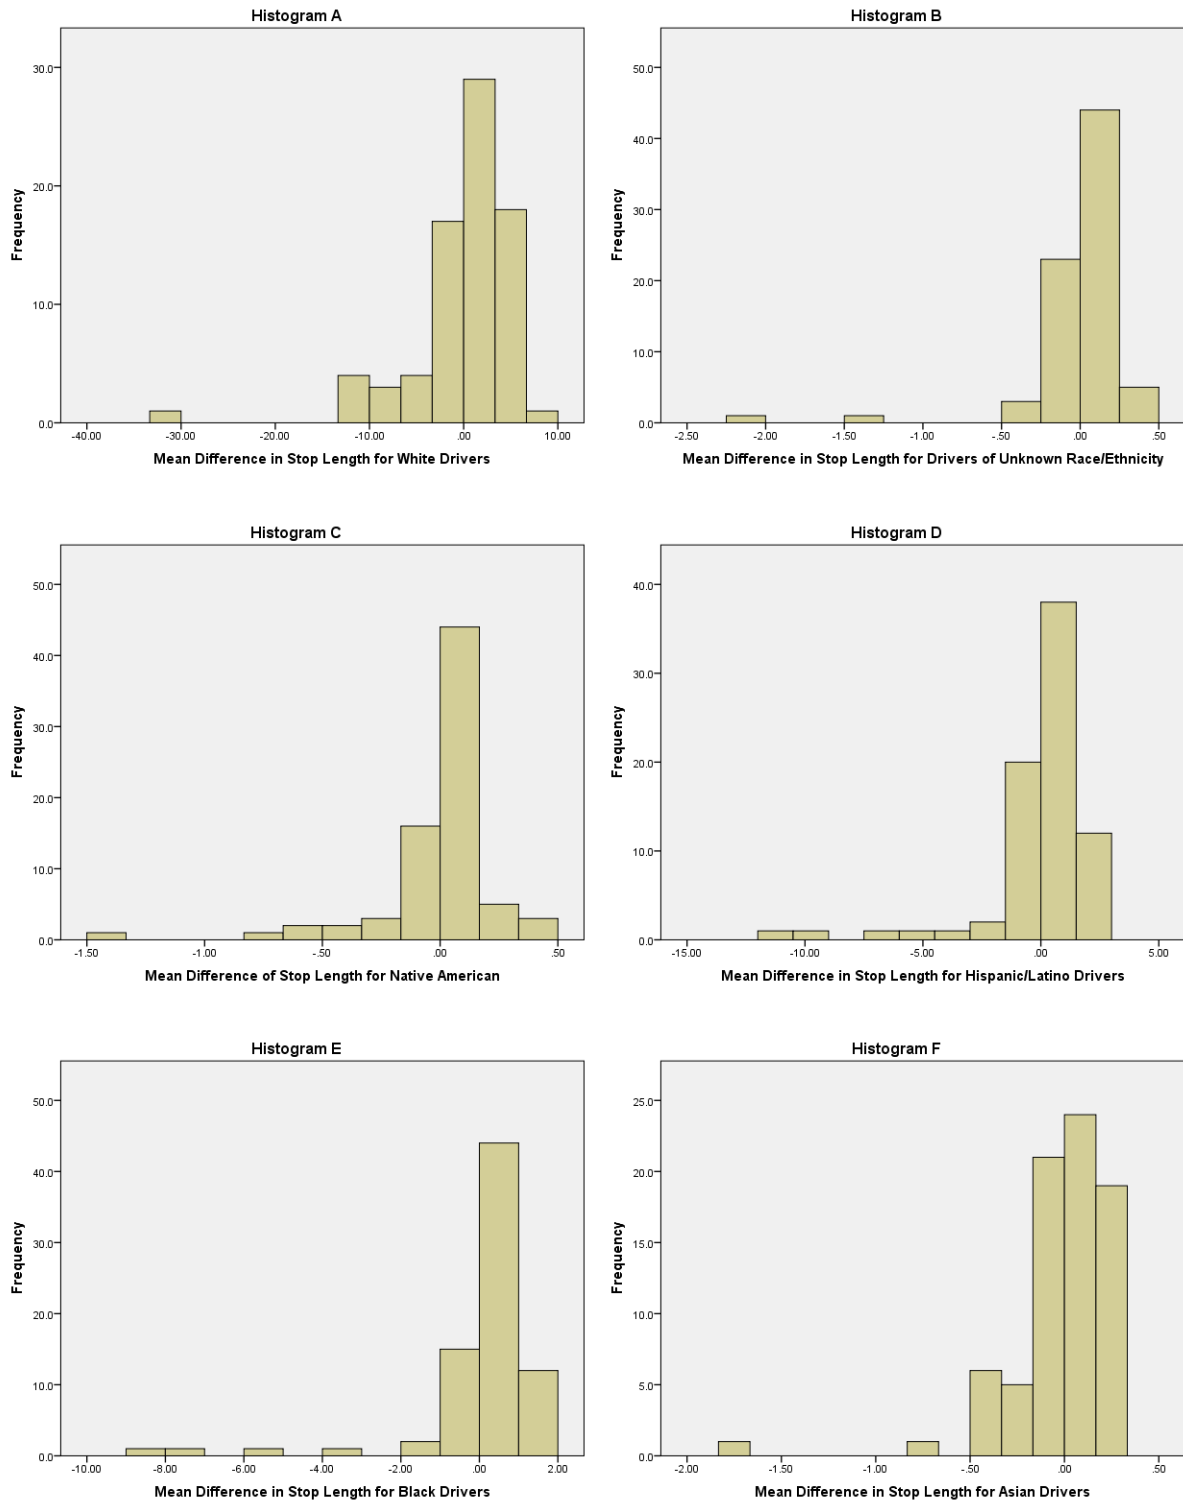 Histogram A
Frequency
30.0
20.0
10.0
0.0
-40.00 -30.00 -20.00 -10.00 .00 10.00
Mean Difference in Stop Length for White Drivers
Histogram B
Frequency
50.0
40.0
30.0
20.0
10.0
0.0
-2.50 -2.00 -1.50 -1.00 -.50 .00 .50
Mean Difference in Stop Length for Drivers of Unknown Race/Ethnicity
Histogram C
Frequency
50.0
40.0
30.0
20.0
10.0
0.0
-1.50 -1.00 -.50 .00 .50
Mean Difference of Stop Length for Native American
Histogram D
Frequency
40.0
30.0
20.0
10.0
0.0
-15.00 -10.00 -5.00 .00 5.00
Mean Difference in Stop Length for Hispanic/Latino Drivers
Histogram E
Frequency
50.0
40.0
30.0
20.0
10.0
0.0
-10.00 -8.00 -6.00 -4.00 -2.00 .00 2.00
Mean Difference in Stop Length for Black Drivers
Histogram F
Frequency
25.0
20.0
15.0
10.0
5.0
0.0
-2.00 -1.50 -1.00 -.50 .00 .50
Mean Difference in Stop Length for Asian Drivers